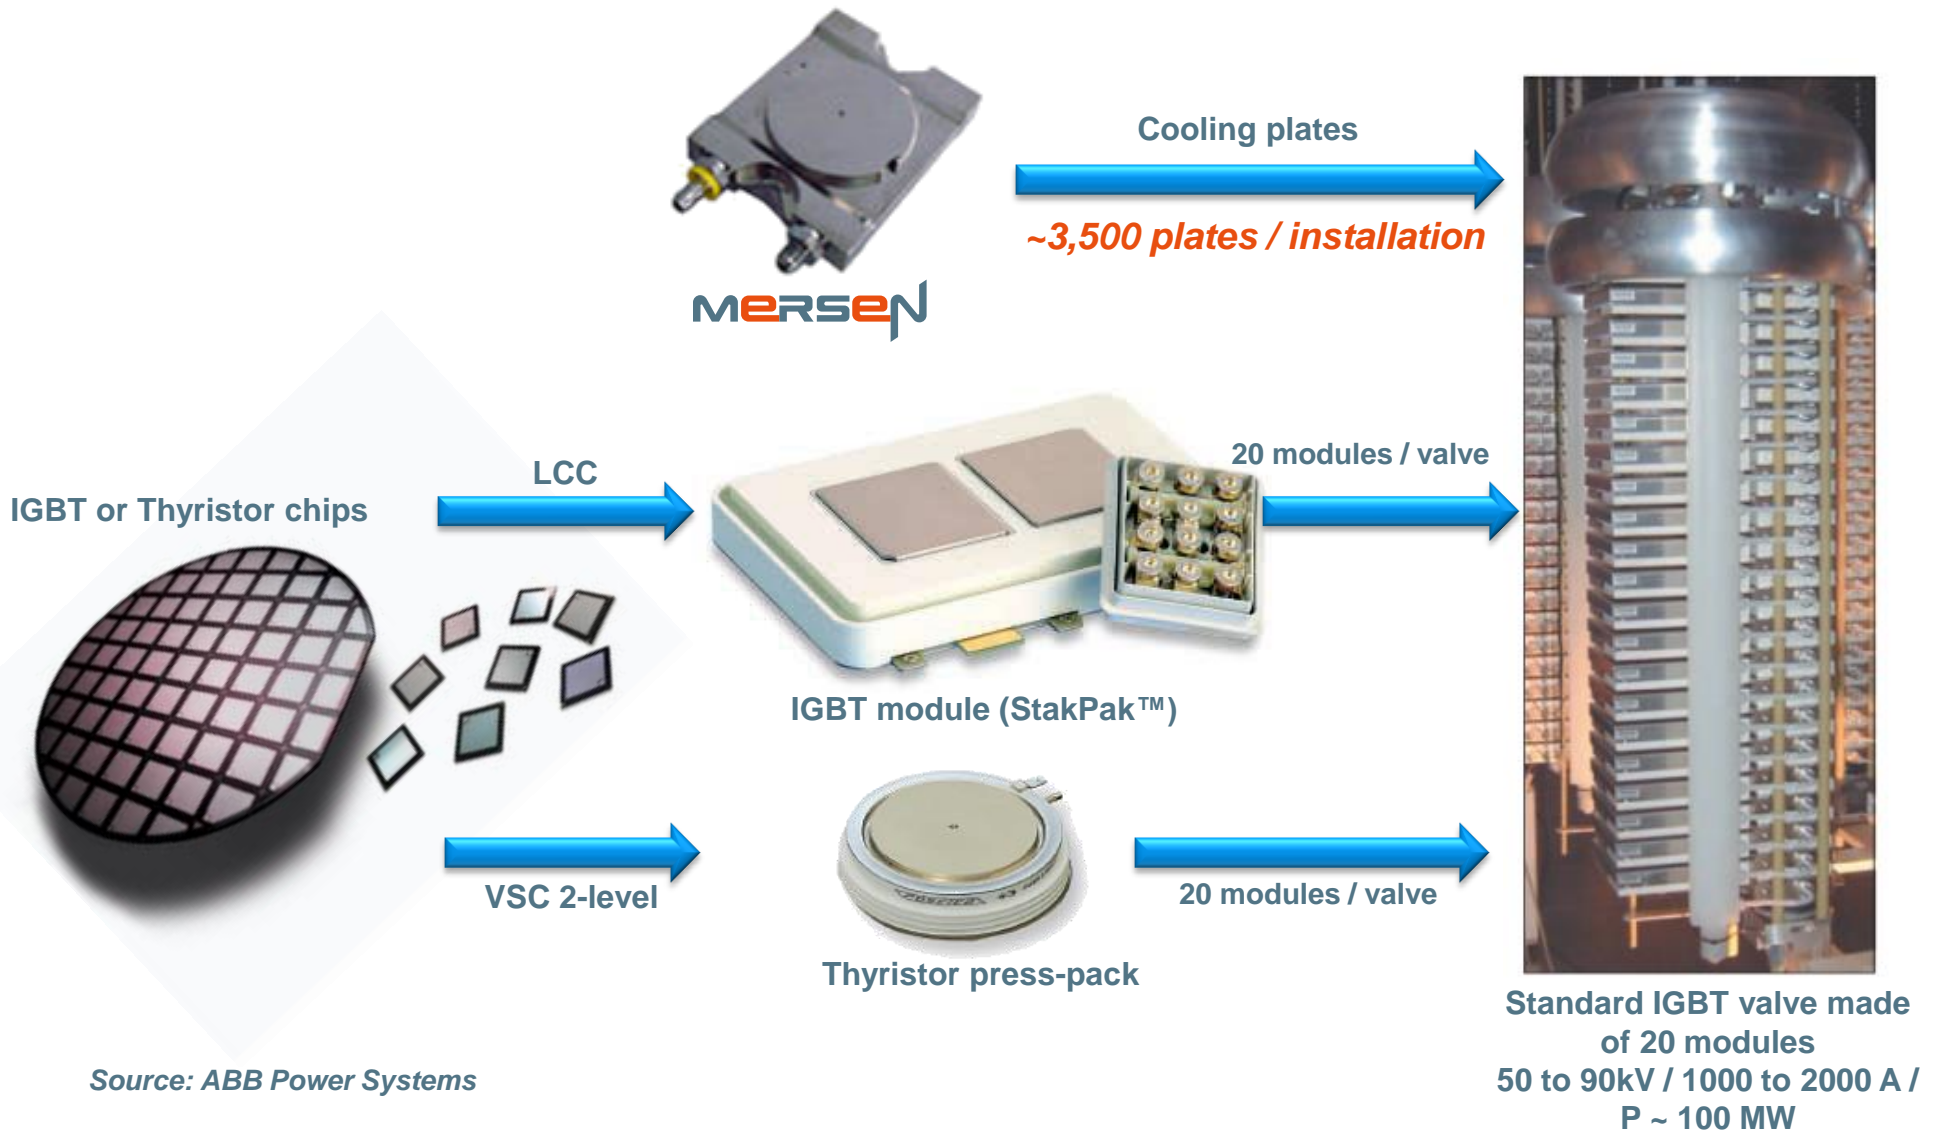 Cooling plates
~3,500 plates / installation
MERSEN
LCC
20 modules / valve
IGBT or Thyristor chips
IGBT module (StakPak™)
VSC 2-level
20 modules / valve
Thyristor press-pack
Standard IGBT valve made
of 20 modules
50 to 90kV / 1000 to 2000 A /
P ~ 100 MW
Source: ABB Power Systems